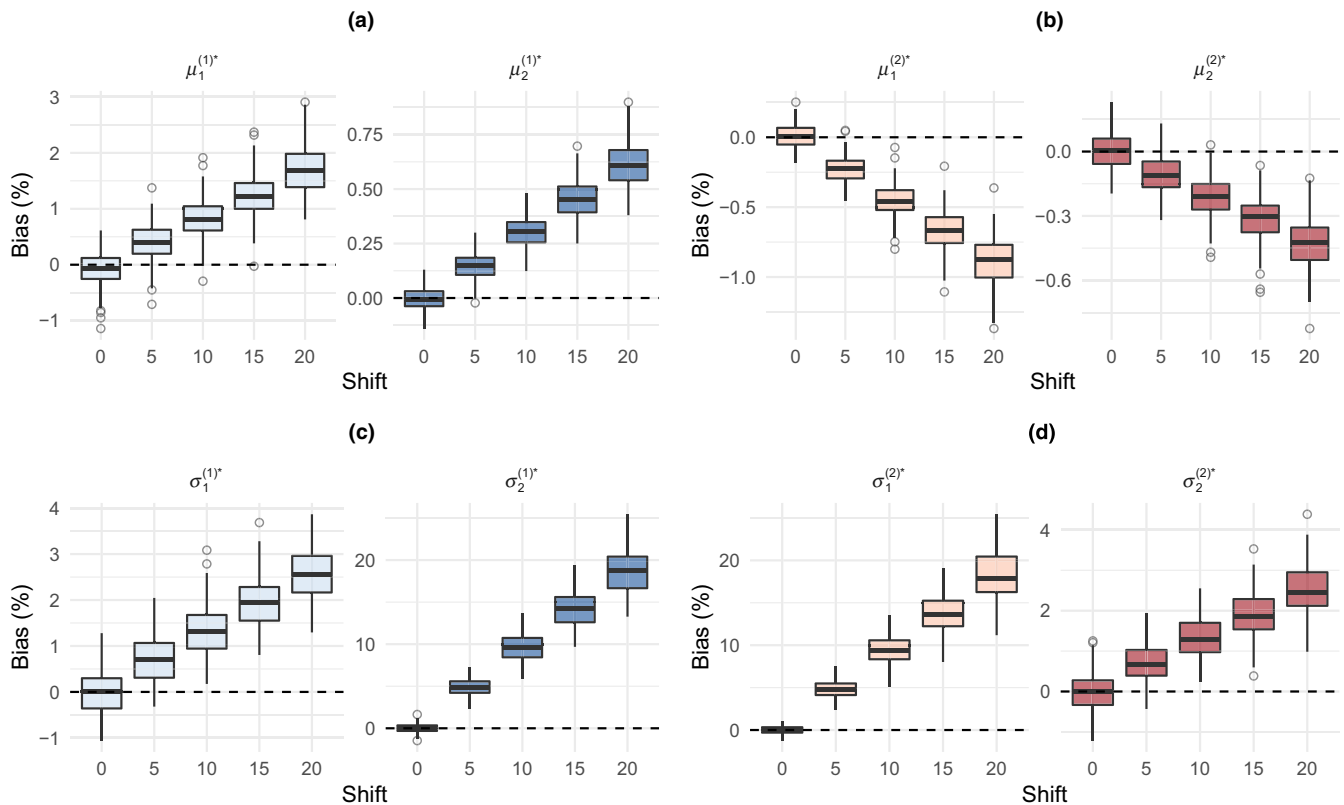 (a)
μ₁⁽¹⁾* μ₂⁽¹⁾*
Bias (%)
3
2
1
0
−1
0.75
0.50
0.25
0.00
0 5 10 15 20 0 5 10 15 20
Shift
(b)
μ₁⁽²⁾* μ₂⁽²⁾*
Bias (%)
0.0
−0.5
−1.0
0.0
−0.3
−0.6
0 5 10 15 20 0 5 10 15 20
Shift
(c)
σ₁⁽¹⁾* σ₂⁽¹⁾*
Bias (%)
4
3
2
1
0
−1
20
10
0
0 5 10 15 20 0 5 10 15 20
Shift
(d)
σ₁⁽²⁾* σ₂⁽²⁾*
Bias (%)
20
10
0
4
2
0
0 5 10 15 20 0 5 10 15 20
Shift